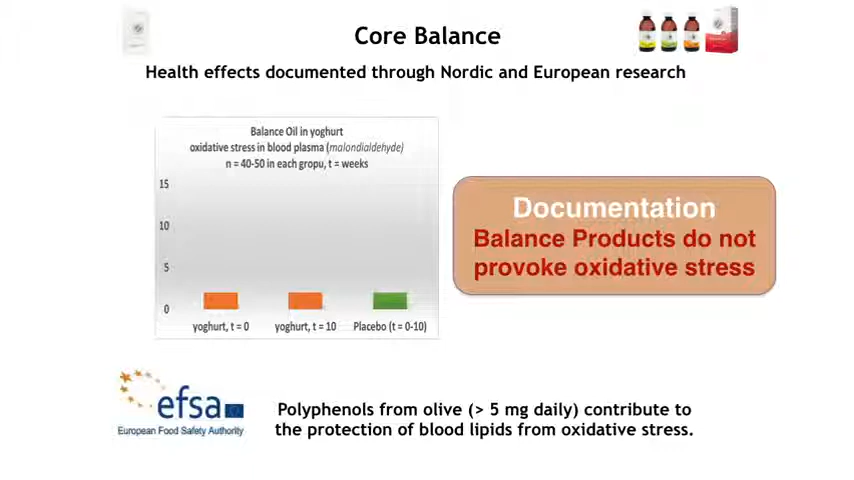 Core Balance
Health effects documented through Nordic and European research
Balance Oil in yoghurt
oxidative stress in blood plasma (malondialdehyde)
n = 40-50 in each gropu, t = weeks
15
10
5
0
yoghurt, t = 0
yoghurt, t = 10
Placebo (t = 0-10)
Documentation
Balance Products do not
provoke oxidative stress
efsa
European Food Safety Authority
Polyphenols from olive (> 5 mg daily) contribute to
the protection of blood lipids from oxidative stress.